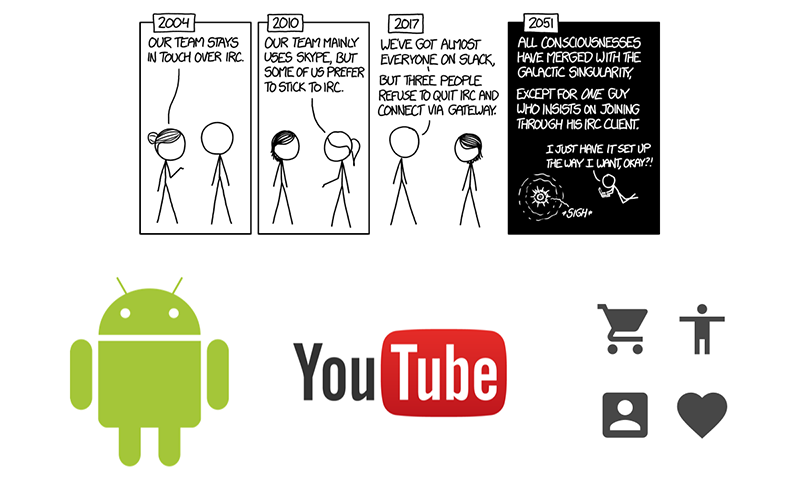 2004
OUR TEAM STAYS
IN TOUCH OVER IRC.
2010
OUR TEAM MAINLY
USES SKYPE, BUT
SOME OF US PREFER
TO STICK TO IRC.
2017
WE'VE GOT ALMOST
EVERYONE ON SLACK,
BUT THREE PEOPLE
REFUSE TO QUIT IRC AND
CONNECT VIA GATEWAY.
2051
ALL CONSCIOUSNESSES
HAVE MERGED WITH THE
GALACTIC SINGULARITY,
EXCEPT FOR ONE GUY
WHO INSISTS ON JOINING
THROUGH HIS IRC CLIENT.
I JUST HAVE IT SET UP
THE WAY I WANT, OKAY?!
*SIGH*
YouTube